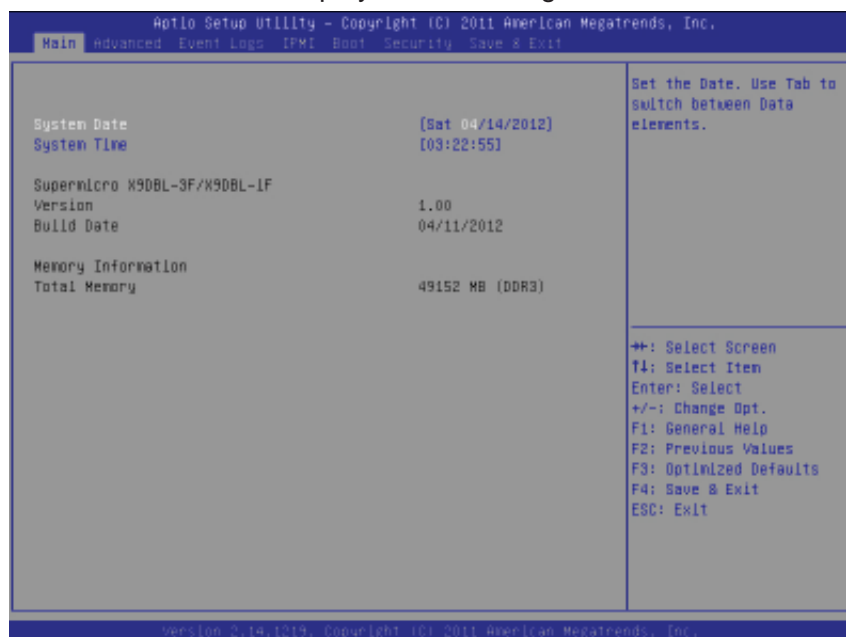 Aptio Setup Utility - Copyright (C) 2011 American Megatrends, Inc.
Main Advanced Event Logs IPMI Boot Security Save & Exit
System Date [Sat 04/14/2012]
System Time [03:22:55]
Supermicro X9DBL-3F/X9DBL-iF
Version 1.00
Build Date 04/11/2012
Memory Information
Total Memory 49152 MB (DDR3)
Set the Date. Use Tab to
switch between Data
elements.
→←: Select Screen
↑↓: Select Item
Enter: Select
+/-: Change Opt.
F1: General Help
F2: Previous Values
F3: Optimized Defaults
F4: Save & Exit
ESC: Exit
Version 2.14.1219. Copyright (C) 2011 American Megatrends, Inc.